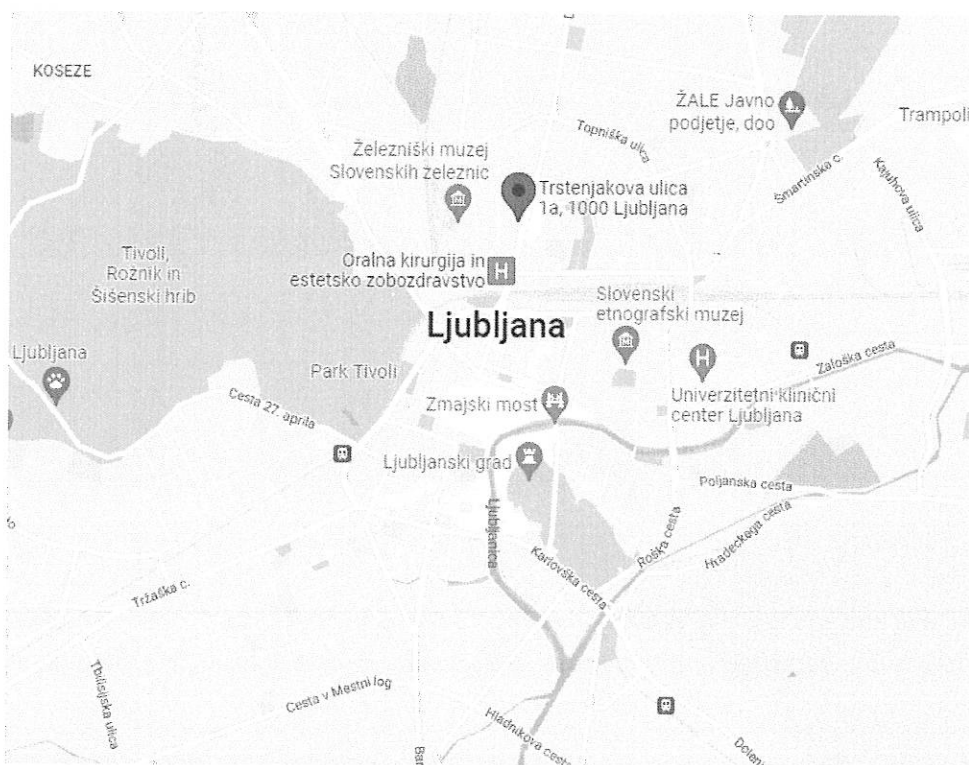 KOSEZE
ŽALE Javno
podjetje, doo
Trampoli
Topniška ulica
Železniški muzej
Slovenskih železnic
Šmartinska c.
Kajuhova ulica
Trstenjakova ulica
1a, 1000 Ljubljana
Tivoli,
Rožnik in
Šišenski hrib
Oralna kirurgija in
estetsko zobozdravstvo
H
Slovenski
etnografski muzej
Ljubljana
Ljubljana
Park Tivoli
H
Zaloška cesta
Univerzitetni klinični
center Ljubljana
Cesta 27. aprila
Zmajski most
Ljubljanski grad
Poljanska cesta
Ljubljanica
Roška cesta
Hradeckega cesta
Karlovška cesta
Tržaška c.
Tbilisijska ulica
Cesta v Mestni log
Hladnikova cesta
Bar
Dolen